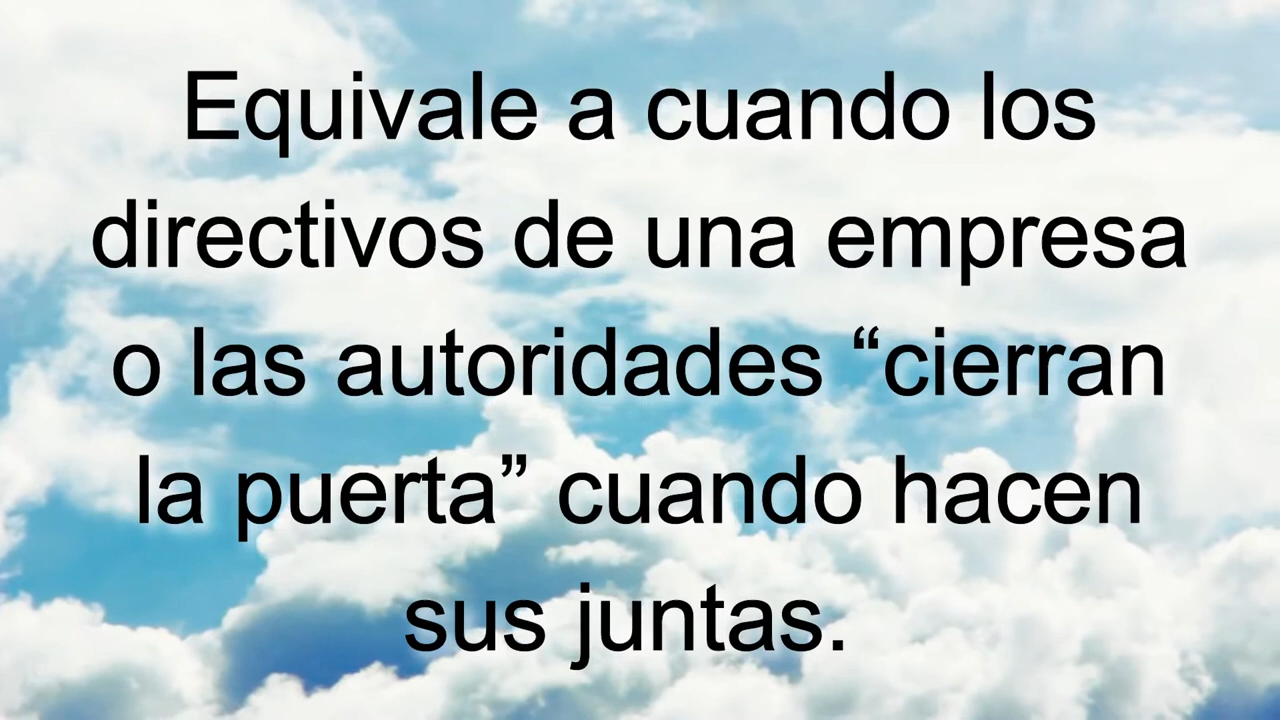 Equivale a cuando los
directivos de una empresa
o las autoridades “cierran
la puerta” cuando hacen
sus juntas.